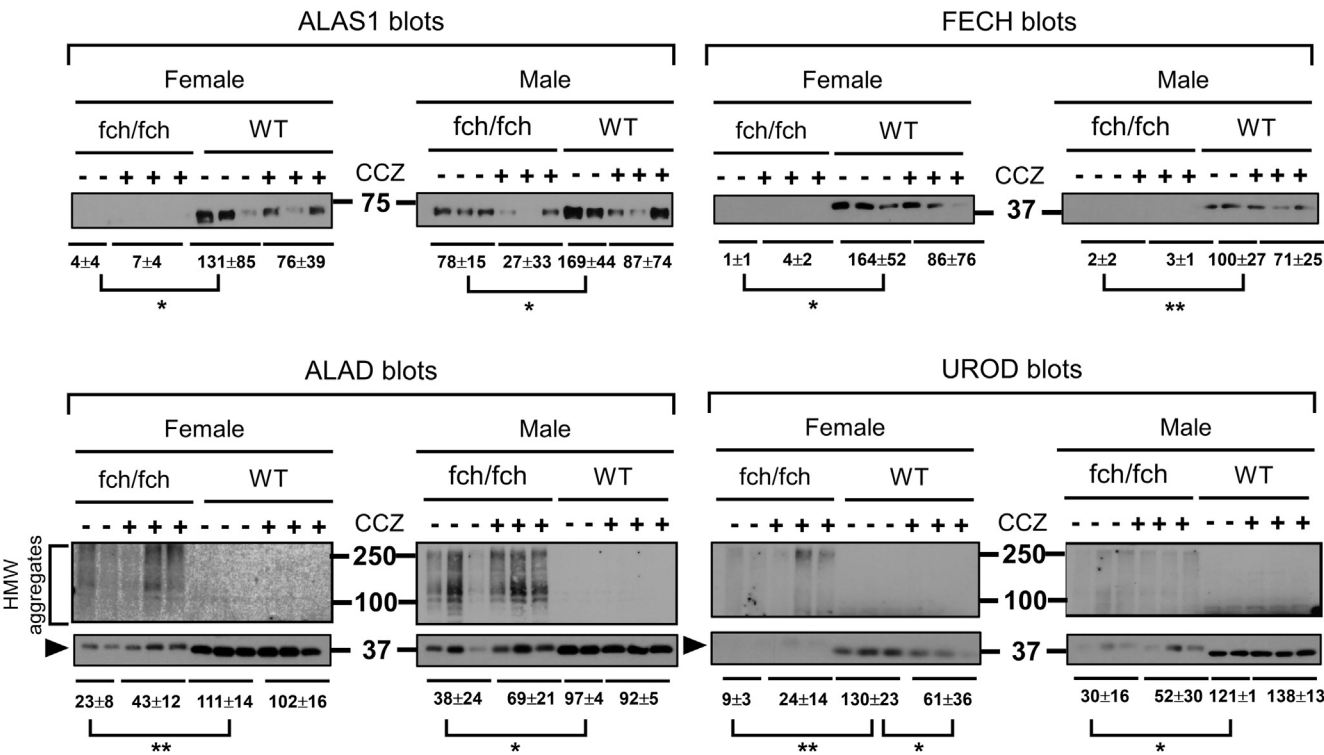 ALAS1 blots
Female Male
fch/fch WT fch/fch WT
- - + + + - - - + + + CCZ - - - + + + - - + + +
75
4±4 7±4 131±85 76±39 78±15 27±33 169±44 87±74
* *
FECH blots
Female Male
fch/fch WT fch/fch WT
- - + + + - - - + + + CCZ - - - + + + - - + + +
37
1±1 4±2 164±52 86±76 2±2 3±1 100±27 71±25
* **
ALAD blots
Female Male
fch/fch WT fch/fch WT
- - + + + - - - + + + CCZ - - - + + + - - + + +
HMW
aggregates
250
100
37
23±8 43±12 111±14 102±16 38±24 69±21 97±4 92±5
** *
UROD blots
Female Male
fch/fch WT fch/fch WT
- - + + + - - - + + + CCZ - - - + + + - - + + +
250
100
37
9±3 24±14 130±23 61±36 30±16 52±30 121±1 138±13
** * *